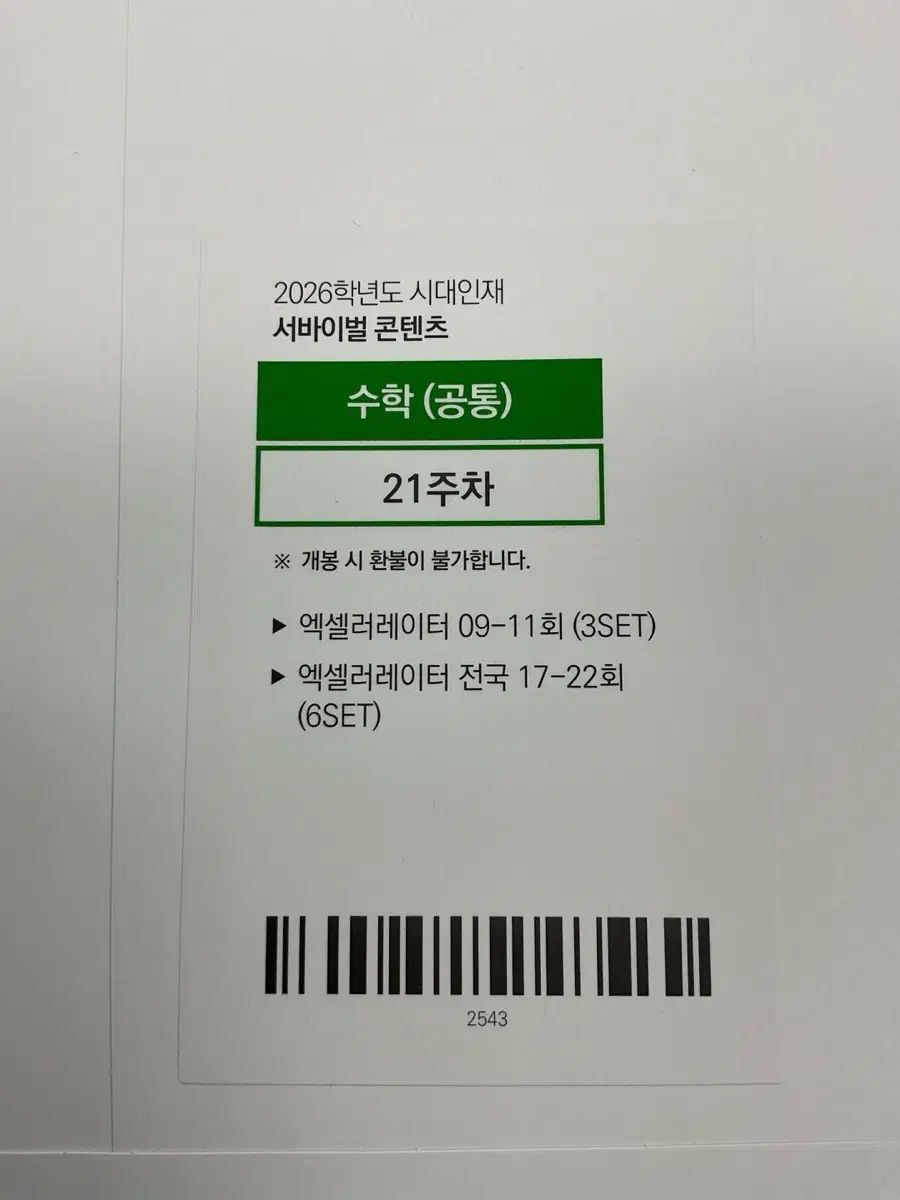 2026학년도 시대인재
서바이벌 콘텐츠
수학 (공통)
21주차
※ 개봉 시 환불이 불가합니다.
▶ 엑셀러레이터 09-11회 (3SET)
▶ 엑셀러레이터 전국 17-22회
(6SET)
2543